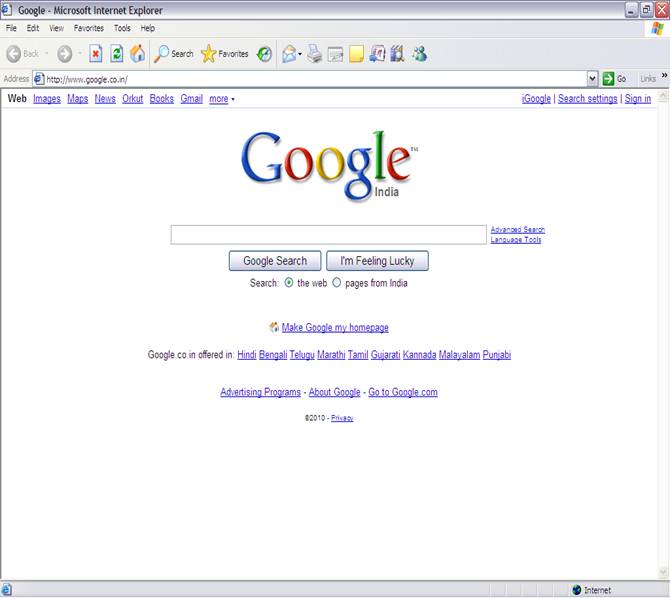 Google - Microsoft Internet Explorer
File Edit View Favorites Tools Help
Back Search Favorites
Address http://www.google.co.in/ Go Links »
Web Images Maps News Orkut Books Gmail more ▾ iGoogle | Search settings | Sign in
Google™
India
Advanced Search
Language Tools
Google Search I'm Feeling Lucky
Search: the web pages from India
Make Google my homepage
Google.co.in offered in: Hindi Bengali Telugu Marathi Tamil Gujarati Kannada Malayalam Punjabi
Advertising Programs - About Google - Go to Google.com
©2010 - Privacy
Internet